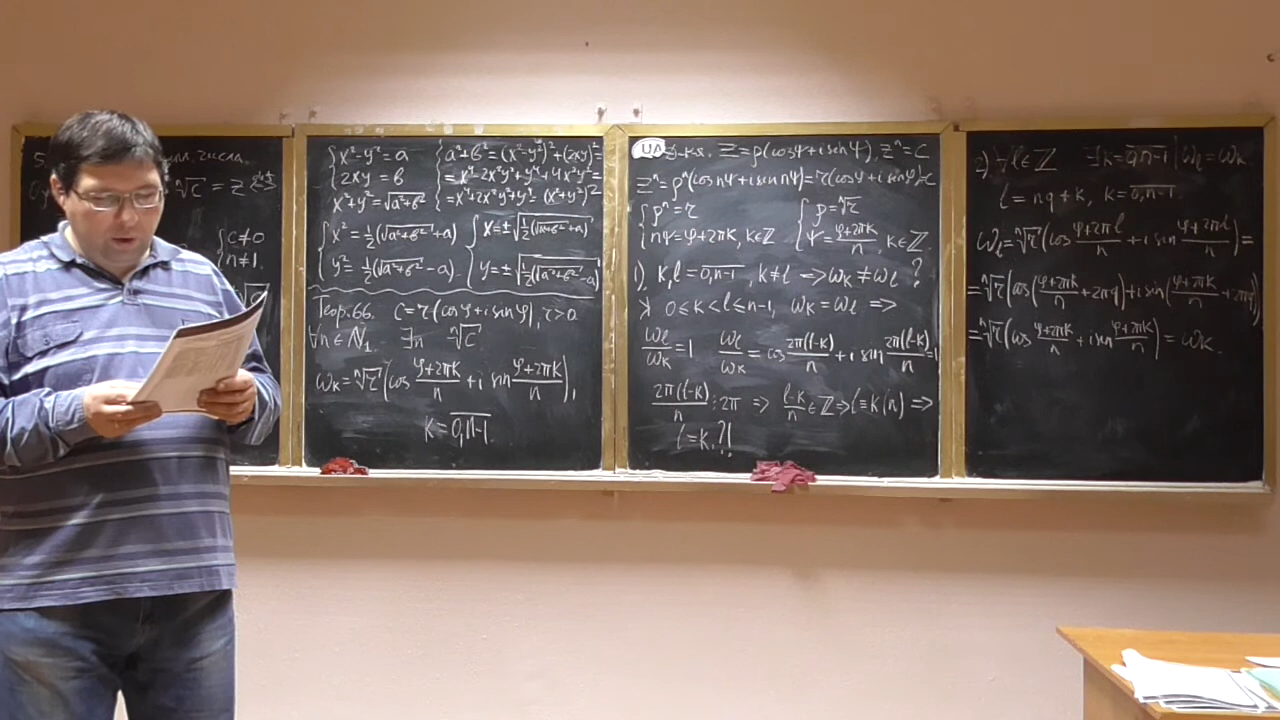 числа.
ⁿ√c = z
{c≠0
n≠1.
{x²-y²=a
2xy=b
x²+y²=√(a²+b²)
{a²+b²=(x²-y²)²+(2xy)²=
=x⁴-2x²y²+y⁴+4x²y²=
=x⁴+2x²y²+y⁴=(x²+y²)²
{x²=½(√(a²+b²)+a)
y²=½(√(a²+b²)-a)
{x=±√(½(√(a²+b²)+a))
y=±√(½(√(a²+b²)-a))
Теор.66. c=r(cosφ+i sinφ), r>0
∀n∈ℕ₁ ∃ₙ ⁿ√c
ωₖ=ⁿ√r(cos (φ+2πk)/n + i sin (φ+2πk)/n),
k=0,n-1.
UA
Д-во. z=ρ(cosψ+i sinψ), zⁿ=c
zⁿ=ρⁿ(cos nψ+i sin nψ)=r(cosφ+i sinφ)=c
{ρⁿ=r
nψ=φ+2πk, k∈ℤ
{ρ=ⁿ√r
ψ=(φ+2πk)/n, k∈ℤ.
1) k,l=0,n-1, k≠l ⇒ωₖ≠ωₗ?
0≤k<l≤n-1, ωₖ=ωₗ ⇒
ωₗ/ωₖ=1 ωₗ/ωₖ=cos 2π(l-k)/n + i sin 2π(l-k)/n=1
2π(l-k)/n ⋮ 2π ⇒ (l-k)/n∈ℤ⇒l≡k(n) ⇒
l=k.?!
2) ∀l∈ℤ ∃k=0,n-1 | ωₗ=ωₖ
l=nq+k, k=0,n-1.
ωₗ=ⁿ√r(cos (φ+2πl)/n + i sin (φ+2πl)/n)=
=ⁿ√r(cos((φ+2πk)/n+2πq)+i sin((φ+2πk)/n+2πq))
=ⁿ√r(cos (φ+2πk)/n + i sin (φ+2πk)/n)=ωₖ.